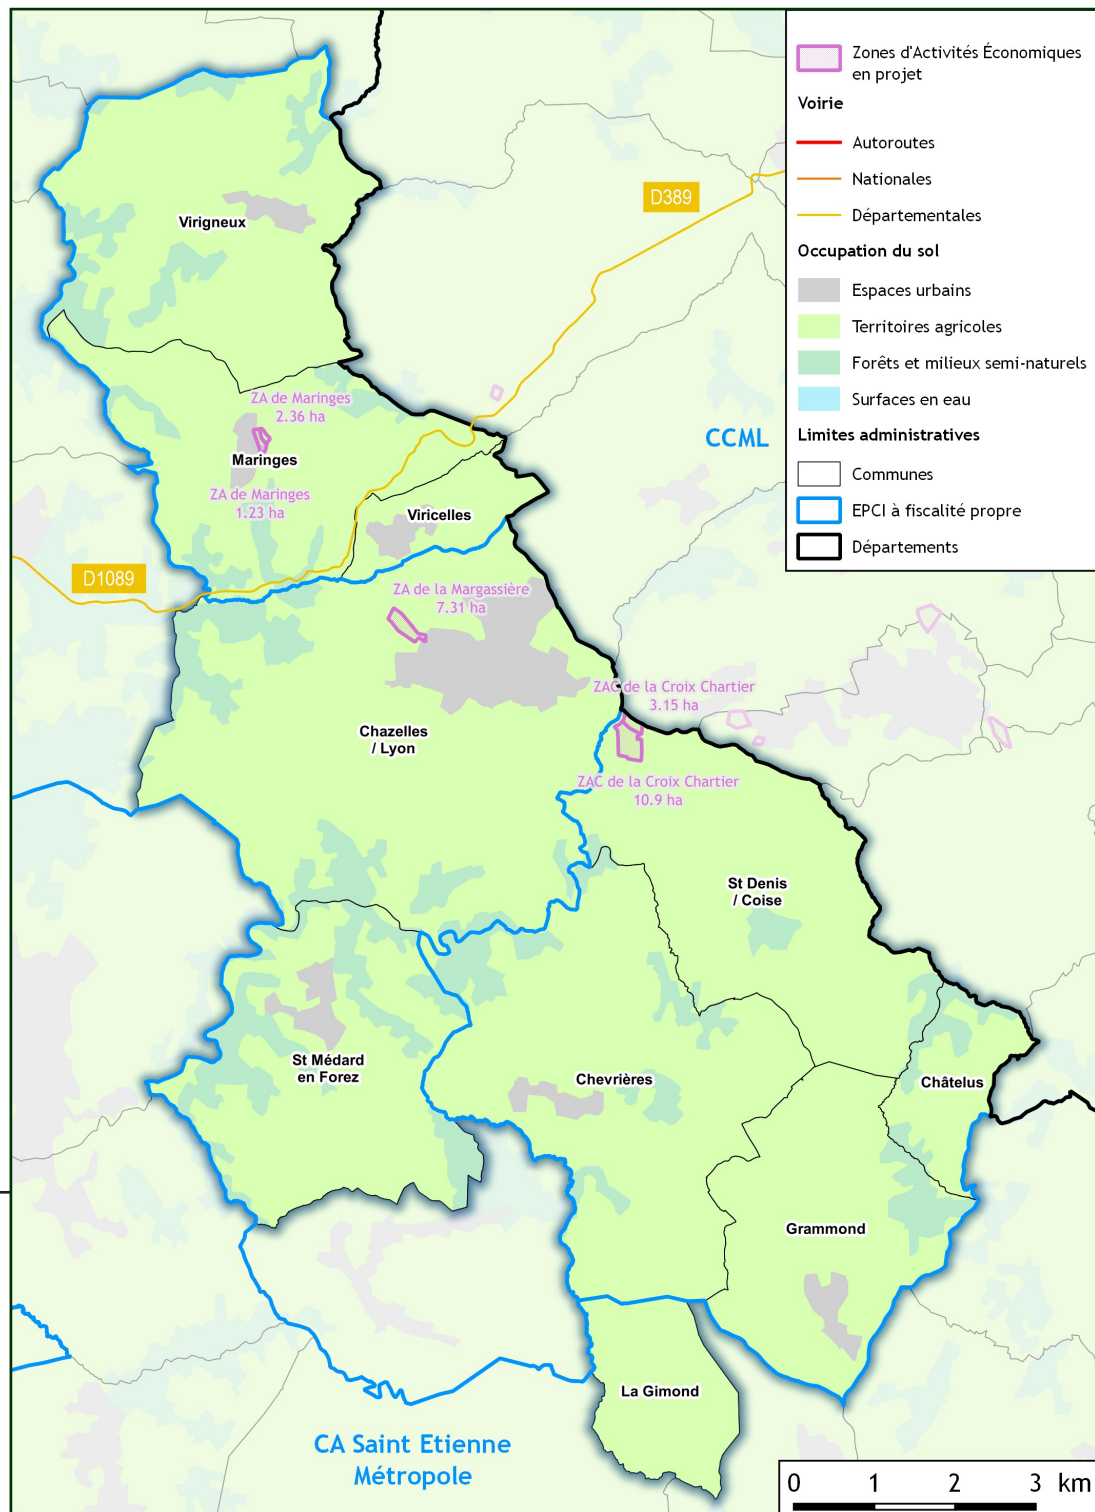 Zones d'Activités Économiques
en projet
Voirie
Autoroutes
Nationales
Départementales
Occupation du sol
Espaces urbains
Territoires agricoles
Forêts et milieux semi-naturels
Surfaces en eau
Limites administratives
Communes
EPCI à fiscalité propre
Départements
D389
Virigneux
ZA de Maringes
2.36 ha
CCML
Maringes
ZA de Maringes
1.23 ha
Viricelles
D1089
ZA de la Margassière
7.31 ha
ZAC de la Croix Chartier
3.15 ha
Chazelles
/ Lyon
ZAC de la Croix Chartier
10.9 ha
St Denis
/ Coise
St Médard
en Forez
Chevrières
Châtelus
Grammond
La Gimond
CA Saint Etienne
Métropole
0 1 2 3 km